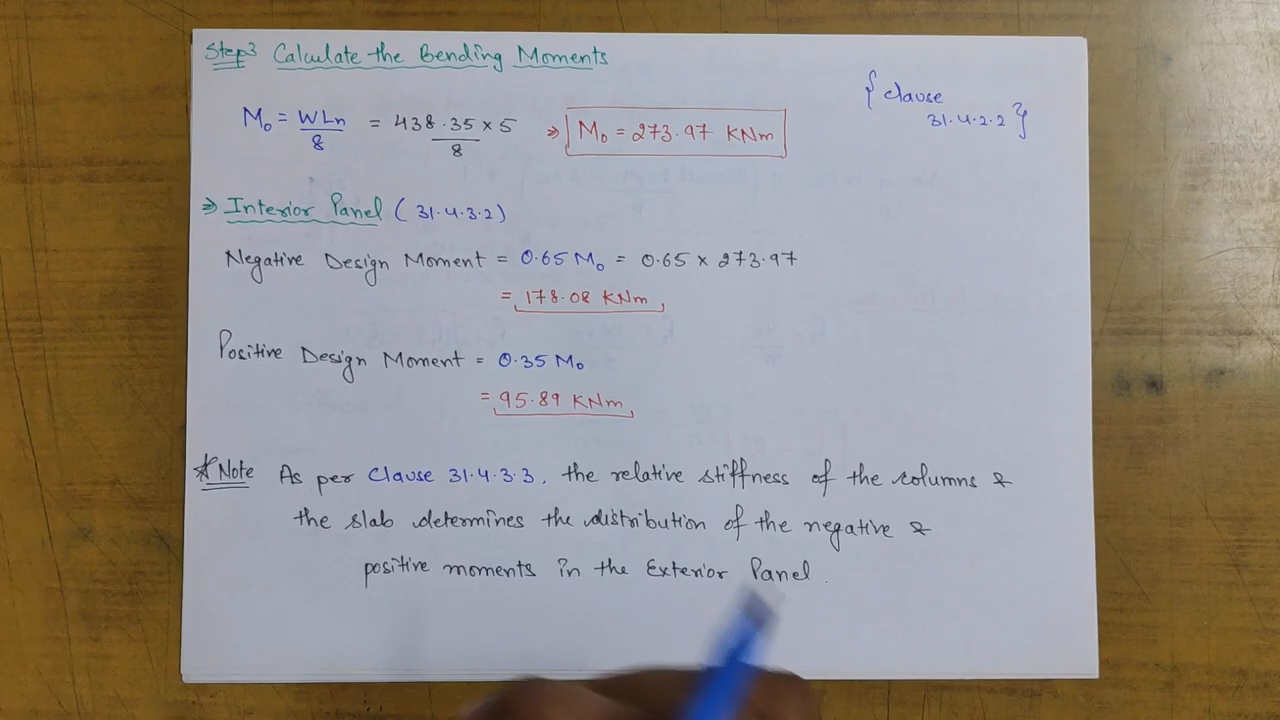 Step3 Calculate the Bending Moments
{ Clause
31.4.2.2 }
M₀ = WLn/8 = 438.35 x 5/8 => M₀ = 273.97 KNm
=> Interior Panel (31.4.3.2)
Negative Design Moment = 0.65 M₀ = 0.65 x 273.97
= 178.08 KNm
Positive Design Moment = 0.35 M₀
= 95.89 KNm
*Note As per Clause 31.4.3.3, the relative stiffness of the columns &
the slab determines the distribution of the negative &
positive moments in the Exterior Panel.